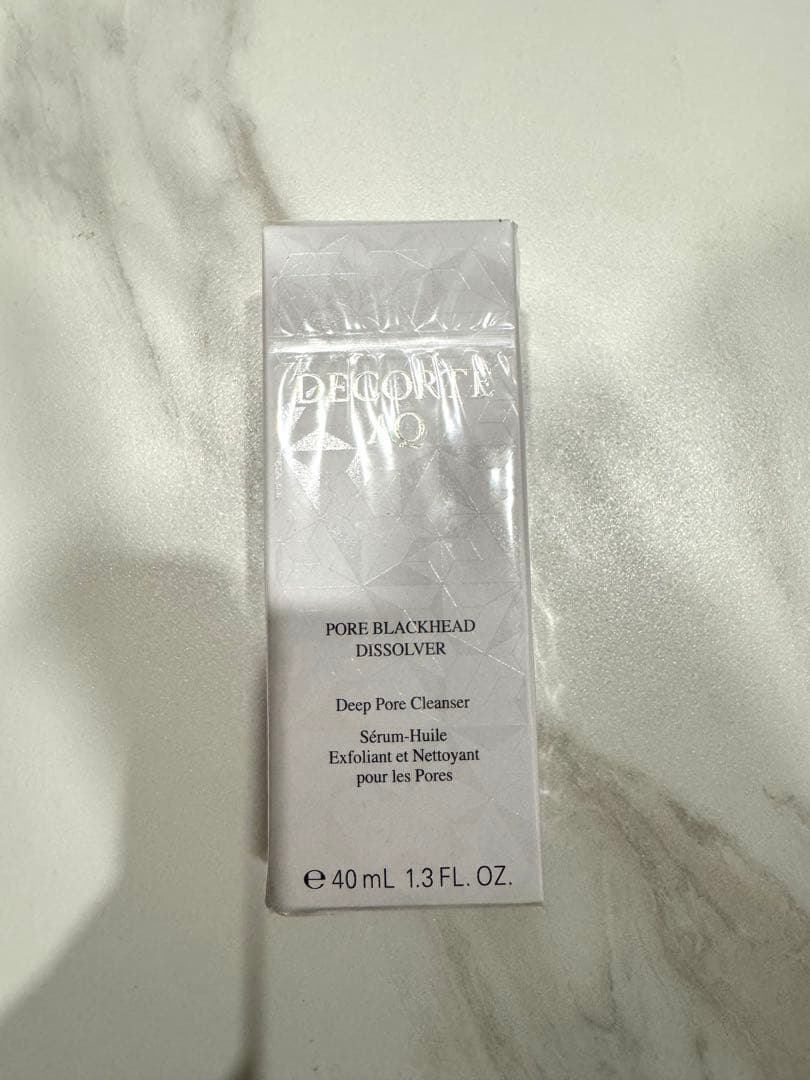 DECORTÉ
AQ
PORE BLACKHEAD
DISSOLVER
Deep Pore Cleanser
Sérum-Huile
Exfoliant et Nettoyant
pour les Pores
℮ 40 mL 1.3 FL. OZ.